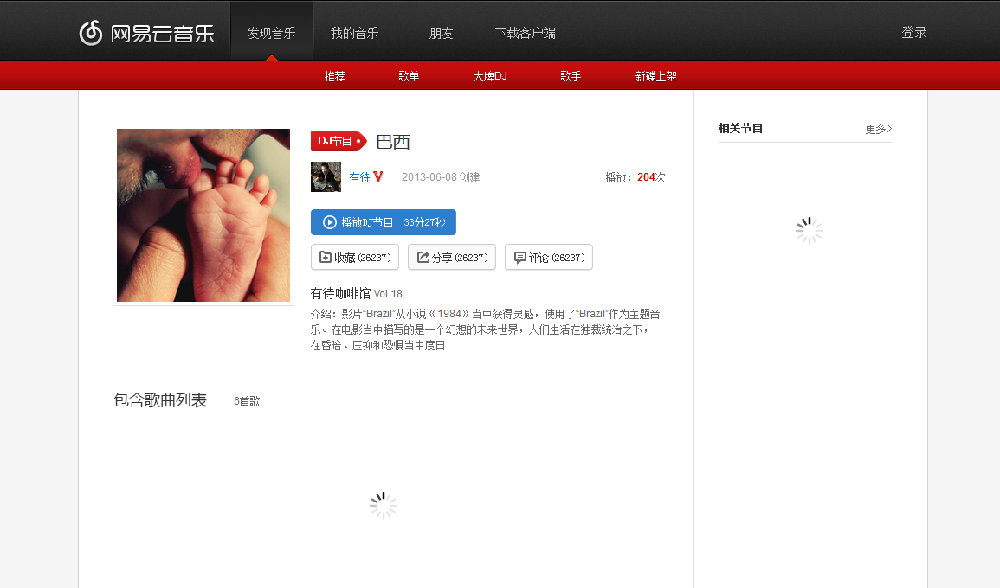 网易云音乐 发现音乐 我的音乐 朋友 下载客户端 登录
推荐 歌单 大牌DJ 歌手 新碟上架
DJ节目 巴西
有待 V 2013-06-08 创建 播放：204次
播放DJ节目 33分27秒
收藏 (26237) 分享 (26237) 评论 (26237)
有待咖啡馆 Vol.18
介绍：影片“Brazil”从小说《1984》当中获得灵感，使用了“Brazil”作为主题音
乐。在电影当中描写的是一个幻想的未来世界，人们生活在独裁统治之下，
在昏暗、压抑和恐惧当中度日......
包含歌曲列表 6首歌
相关节目 更多>